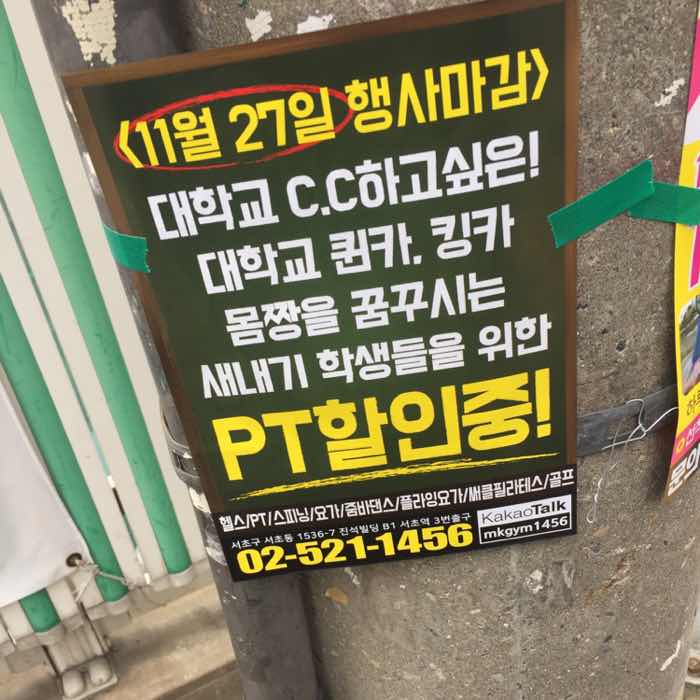 <11월 27일 행사마감>
대학교 C.C하고싶은!
대학교 퀸카, 킹카
몸짱을 꿈꾸시는
새내기 학생들을 위한
PT할인중!
헬스/PT/스피닝/요가/줌바댄스/플라잉요가/써클필라테스/골프
서초구 서초동 1536-7 진석빌딩 B1 서초역 3번출구
02-521-1456
KakaoTalk
mkgym1456
문의